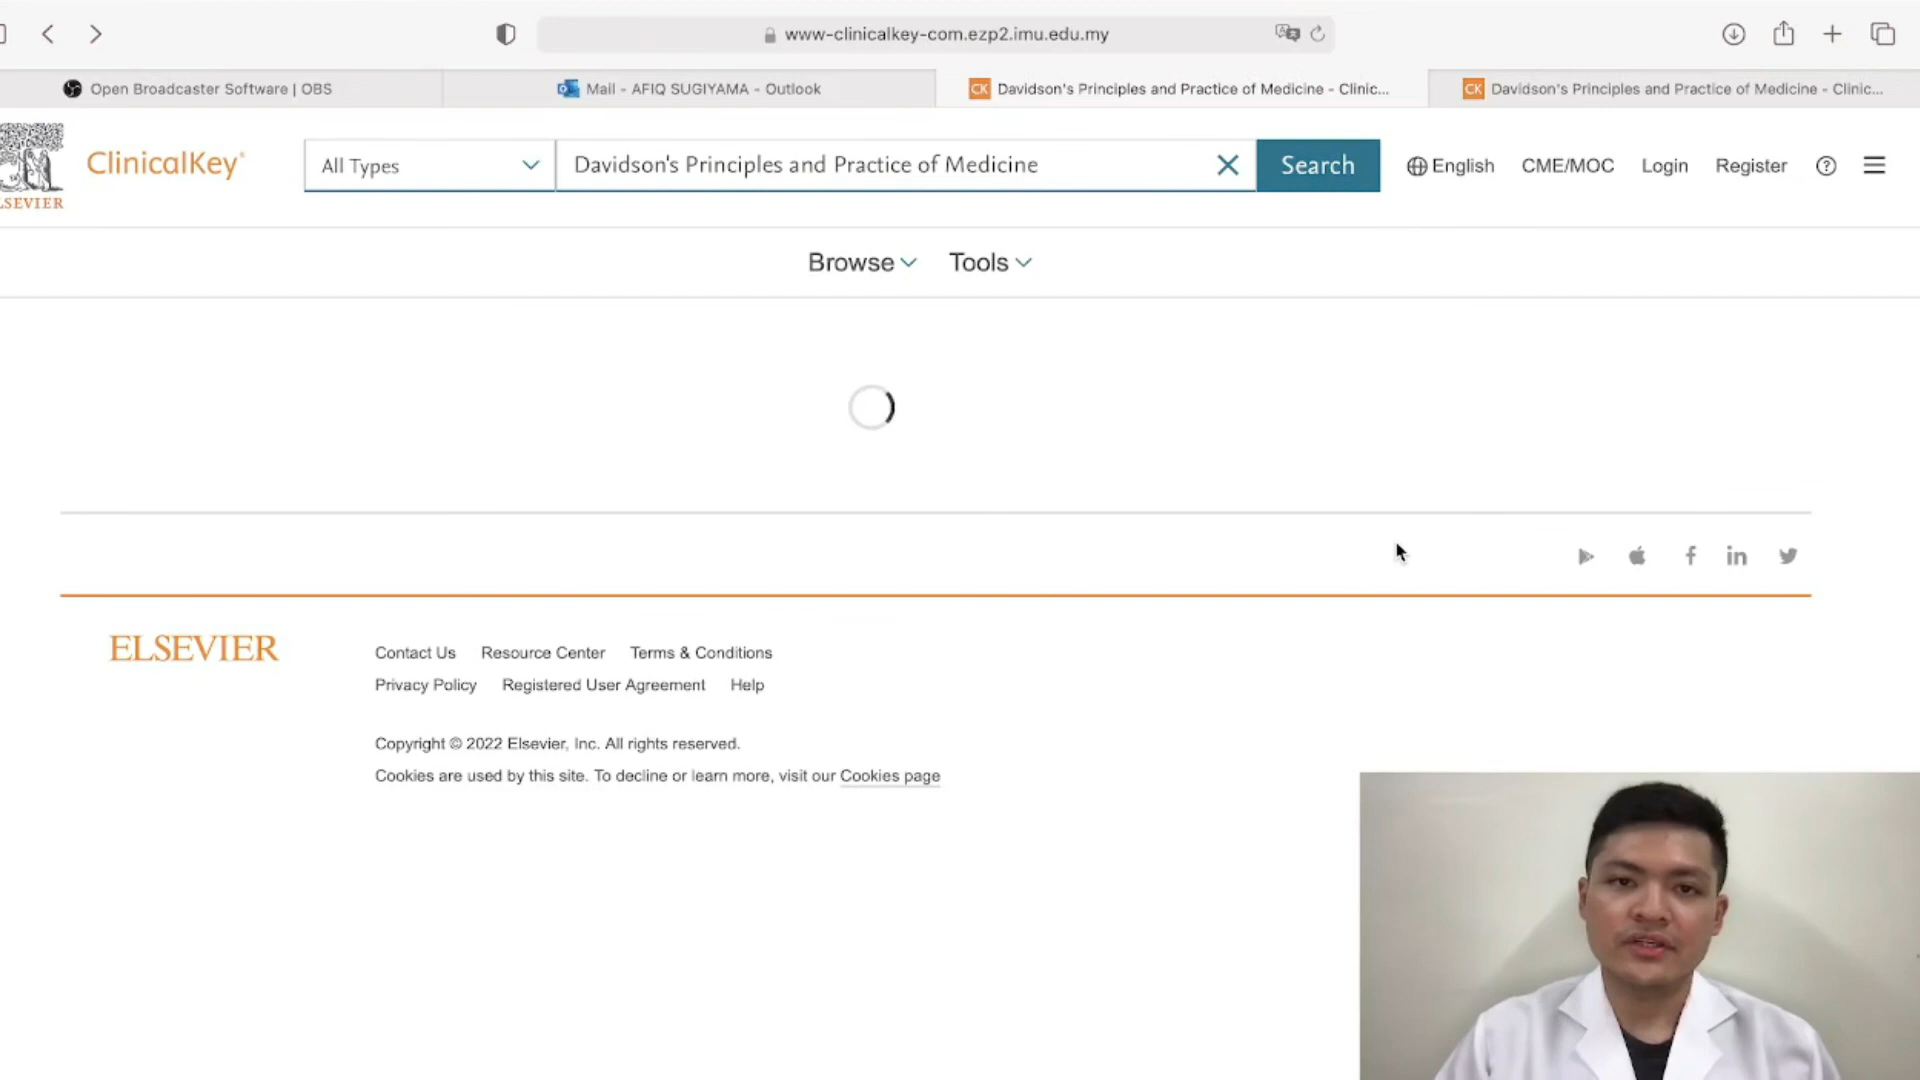 www-clinicalkey-com.ezp2.imu.edu.my
Open Broadcaster Software | OBS
Mail - AFIQ SUGIYAMA - Outlook
CK Davidson's Principles and Practice of Medicine - Clinic...
CK Davidson's Principles and Practice of Medicine - Clinic...
ELSEVIER
ClinicalKey®
All Types
Davidson's Principles and Practice of Medicine
Search
English
CME/MOC
Login
Register
Browse
Tools
ELSEVIER
Contact Us Resource Center Terms & Conditions
Privacy Policy Registered User Agreement Help
Copyright © 2022 Elsevier, Inc. All rights reserved.
Cookies are used by this site. To decline or learn more, visit our Cookies page